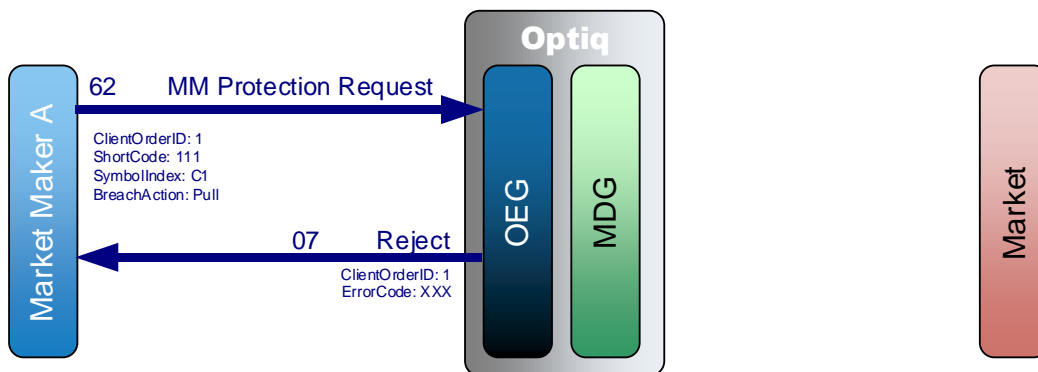 Optiq
62 MM Protection Request
Market Maker A
ClientOrderID: 1
ShortCode: 111
SymbolIndex: C1
BreachAction: Pull
OEG
MDG
Market
07 Reject
ClientOrderID: 1
ErrorCode: XXX